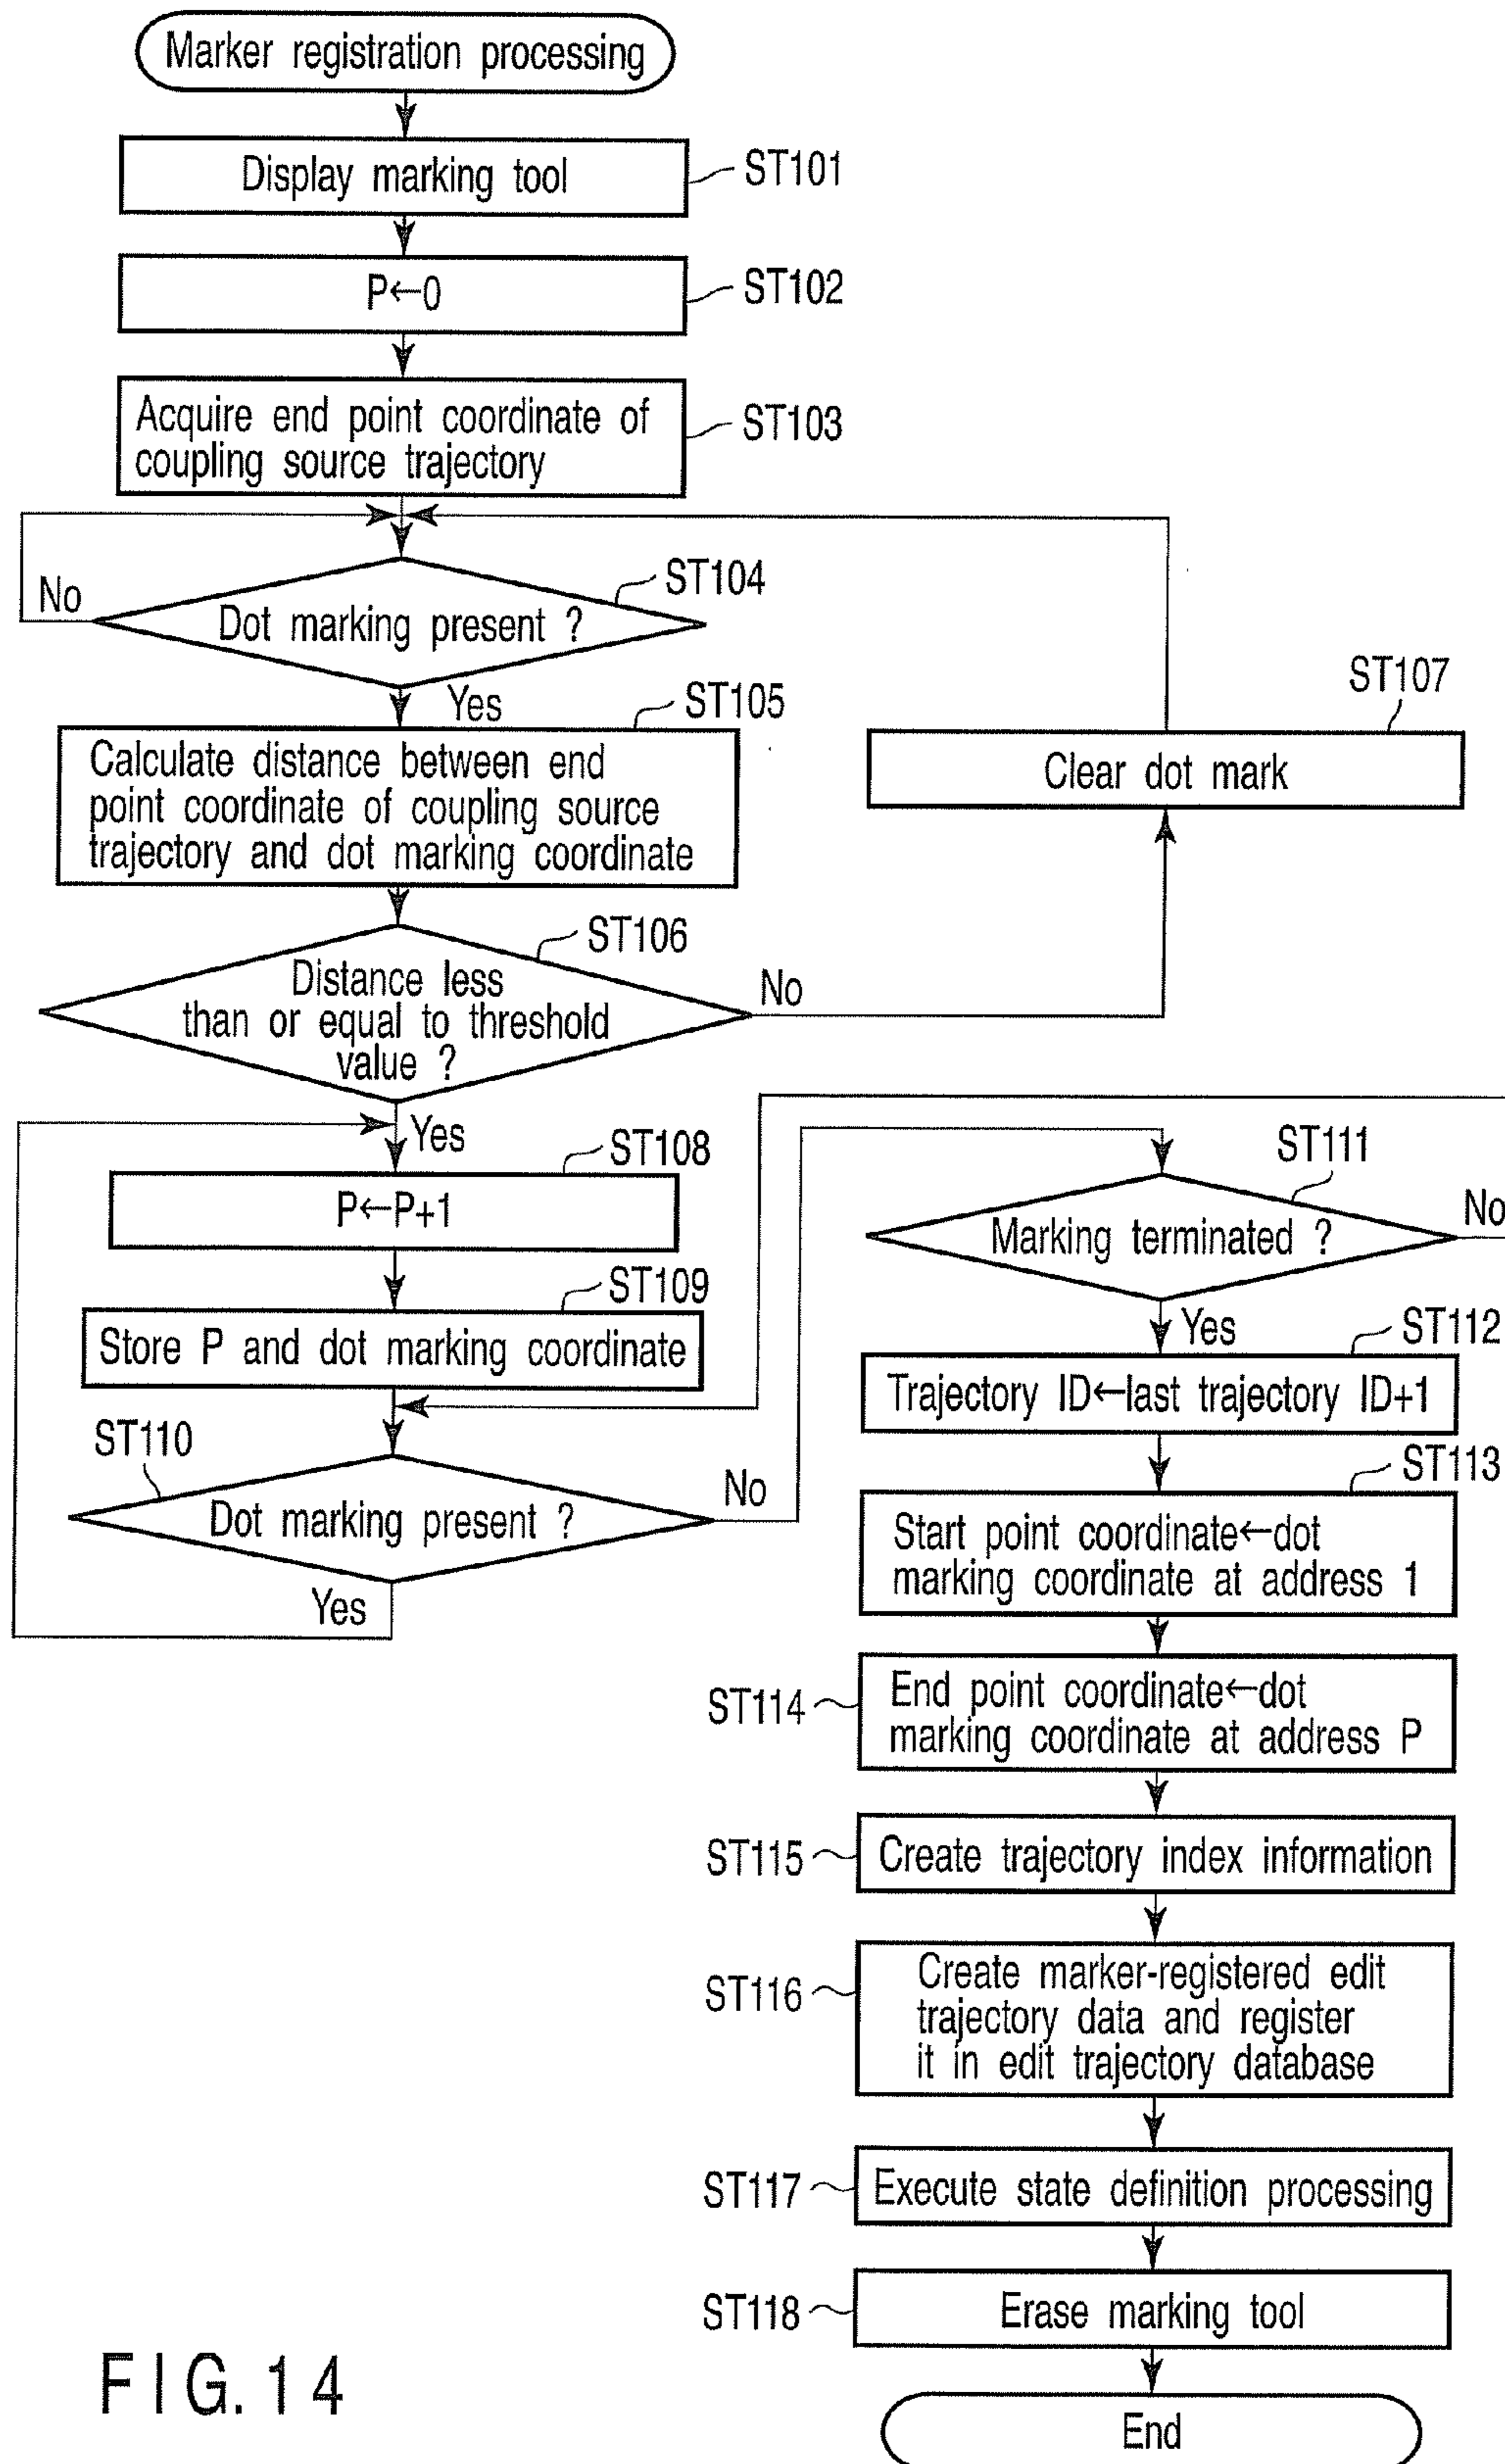 Marker registration processing
Display marking tool
ST101
P←0
ST102
Acquire end point coordinate of
coupling source trajectory
ST103
Dot marking present ?
ST104
No
Yes
Calculate distance between end
point coordinate of coupling source
trajectory and dot marking coordinate
ST105
Distance less
than or equal to threshold
value ?
ST106
No
Yes
Clear dot mark
ST107
P←P+1
ST108
Store P and dot marking coordinate
ST109
Dot marking present ?
ST110
No
Yes
Marking terminated ?
ST111
No
Yes
Trajectory ID←last trajectory ID+1
ST112
Start point coordinate←dot
marking coordinate at address 1
ST113
End point coordinate←dot
marking coordinate at address P
ST114
Create trajectory index information
ST115
Create marker-registered edit
trajectory data and register
it in edit trajectory database
ST116
Execute state definition processing
ST117
Erase marking tool
ST118
End
FIG. 14